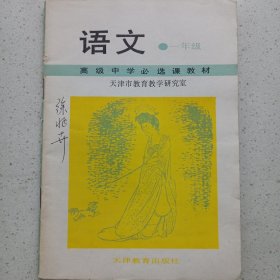 语文 ●一年级
高级中学必选课教材
天津市教育教学研究室
天津教育出版社